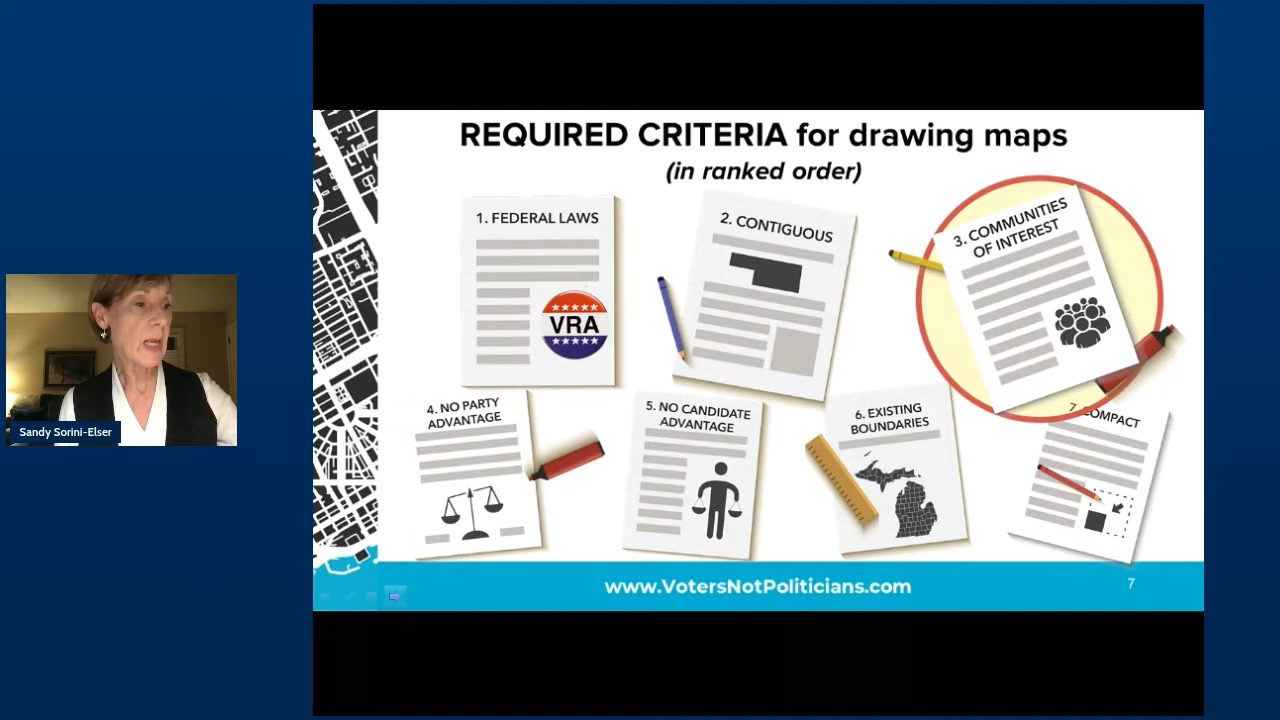 REQUIRED CRITERIA for drawing maps
(in ranked order)
1. FEDERAL LAWS
VRA
2. CONTIGUOUS
3. COMMUNITIES
OF INTEREST
4. NO PARTY
ADVANTAGE
5. NO CANDIDATE
ADVANTAGE
6. EXISTING
BOUNDARIES
7. COMPACT
Sandy Sorini-Elser
www.VotersNotPoliticians.com
7